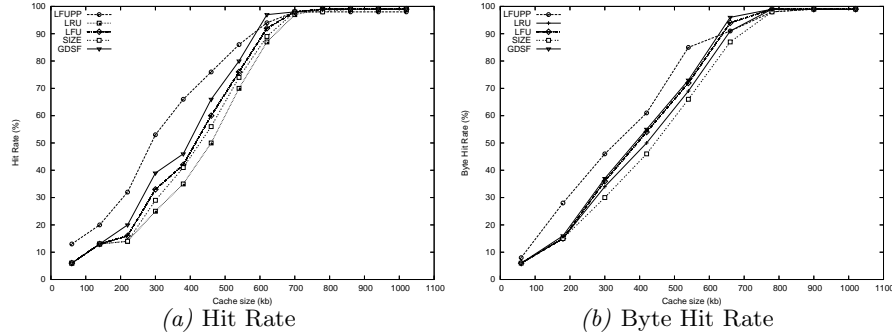 LFUPP
LRU
LFU
SIZE
GDSF
Hit Rate (%)
100
90
80
70
60
50
40
30
20
10
0
0 100 200 300 400 500 600 700 800 900 1000 1100
Cache size (kb)
(a) Hit Rate
LFUPP
LRU
LFU
SIZE
GDSF
Byte Hit Rate (%)
100
90
80
70
60
50
40
30
20
10
0
0 100 200 300 400 500 600 700 800 900 1000 1100
Cache size (kb)
(b) Byte Hit Rate